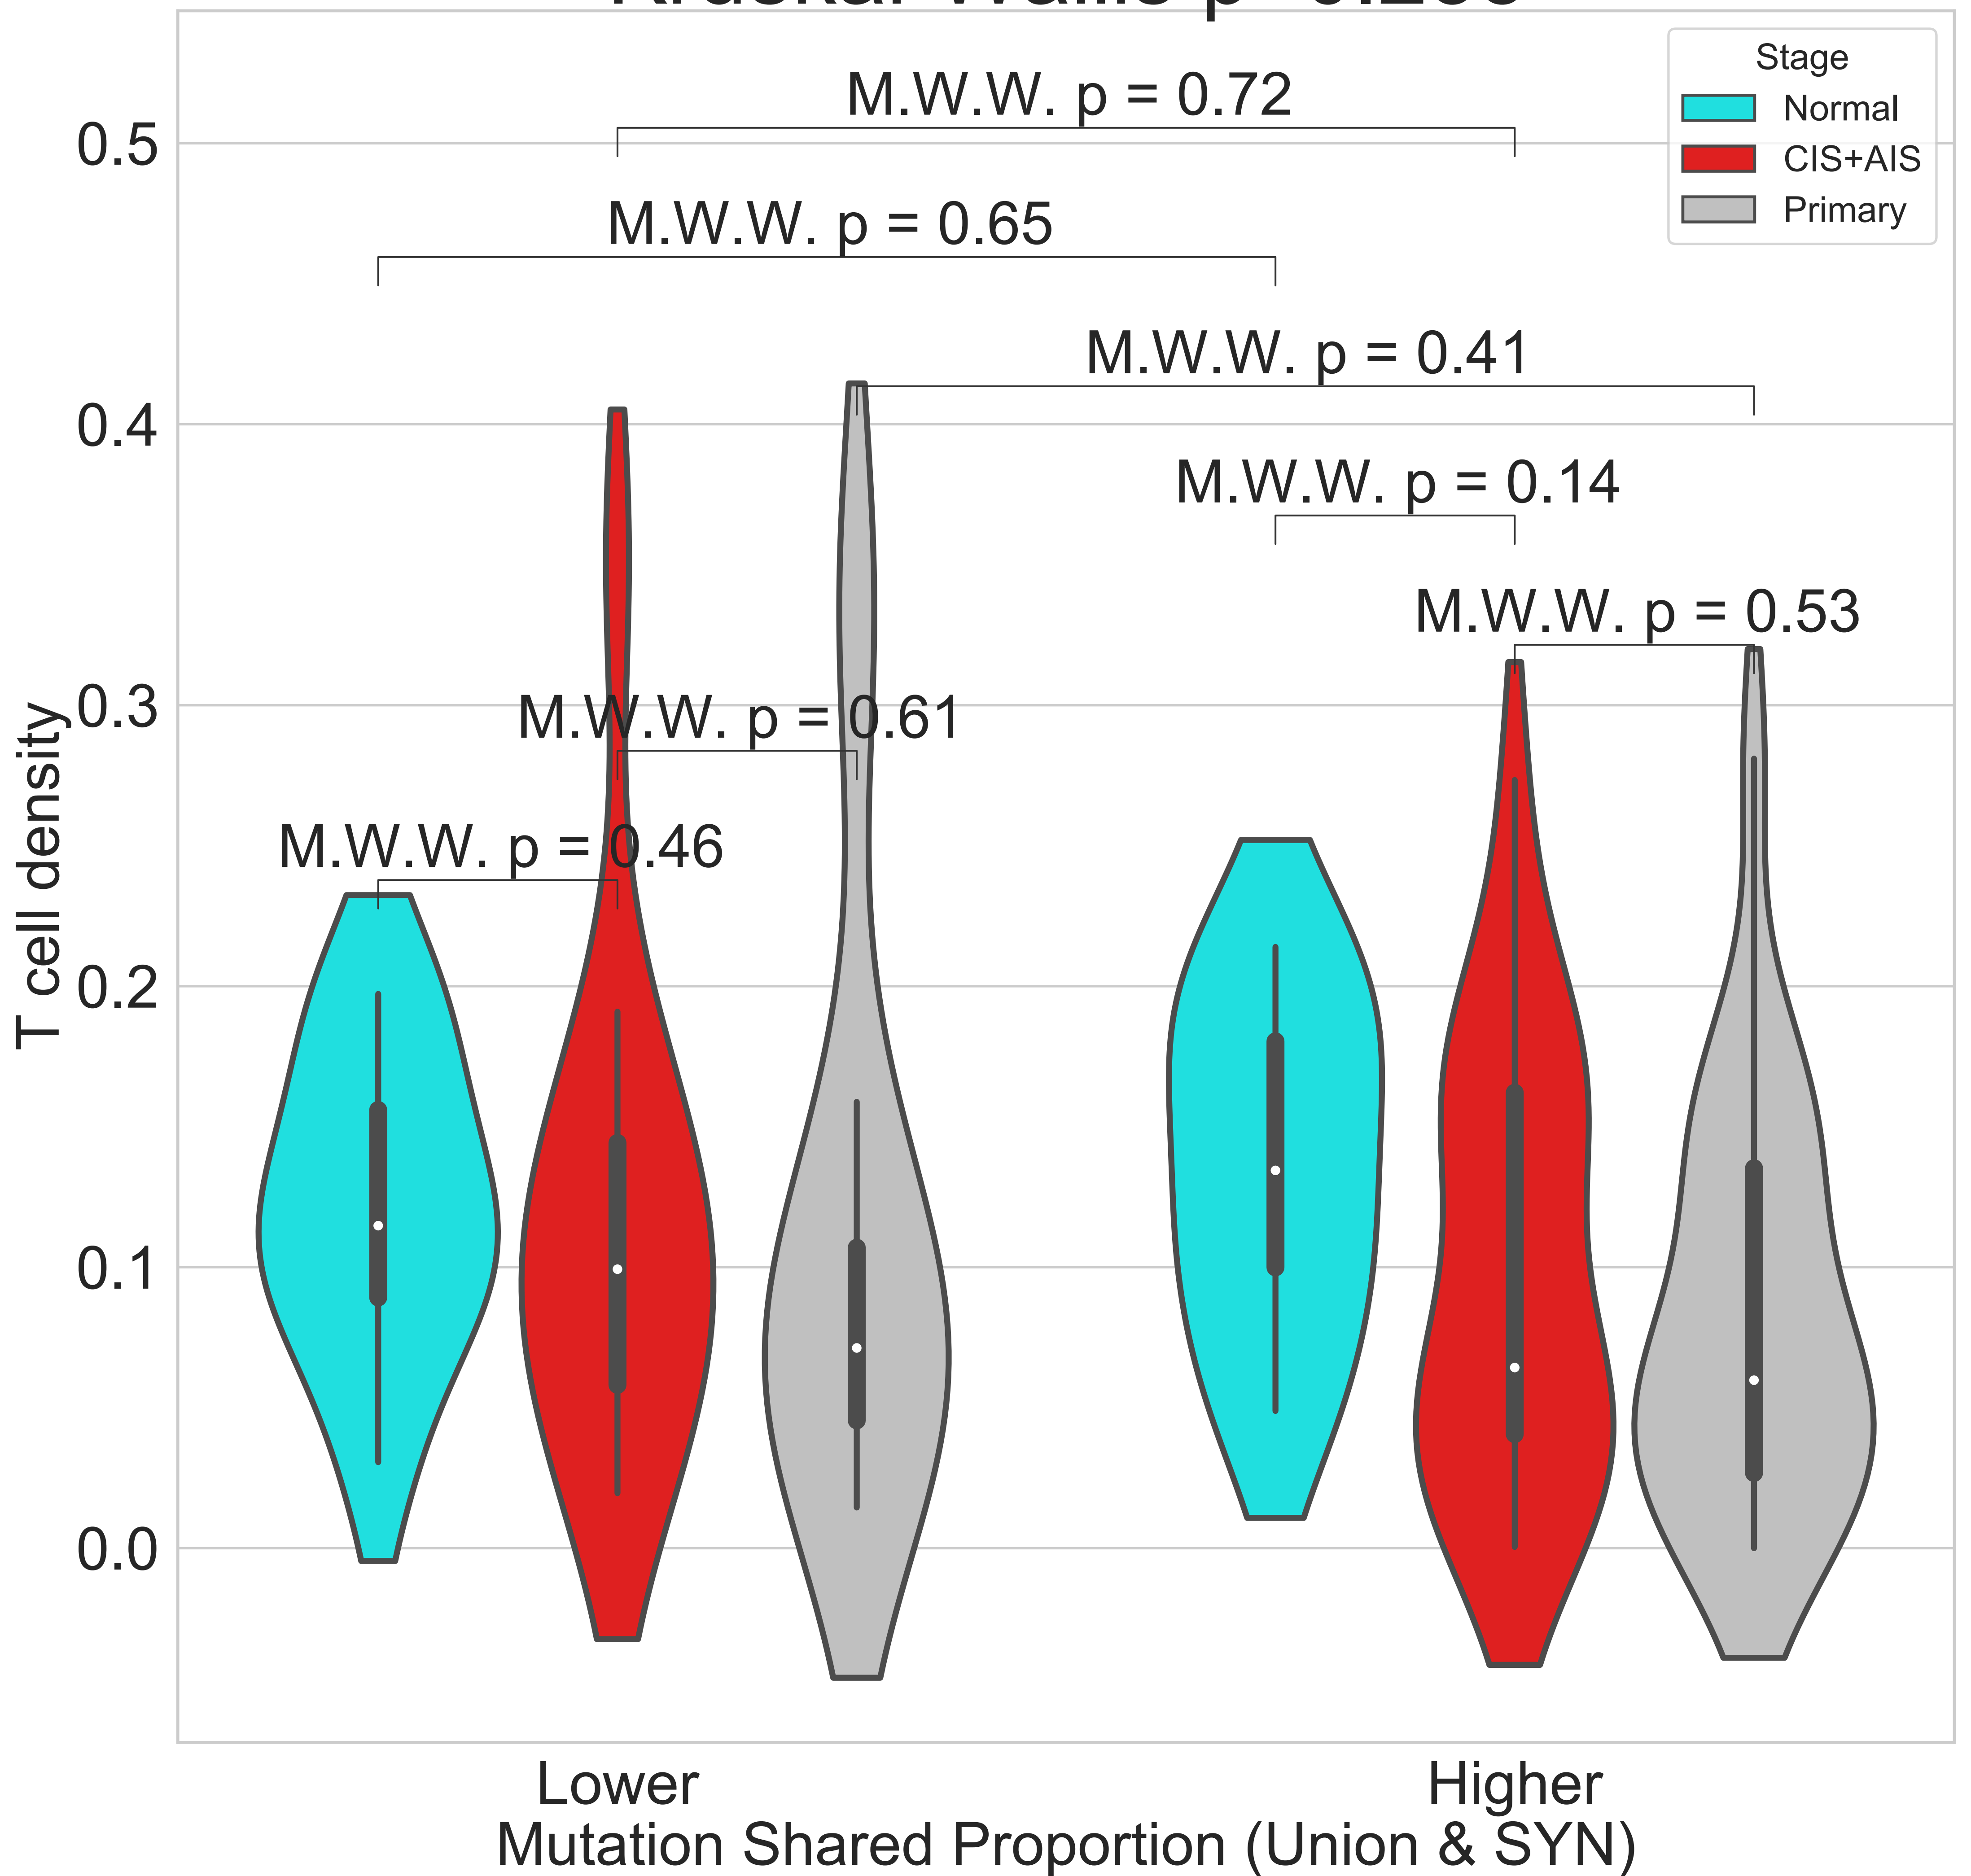 Stage
Normal
CIS+AIS
Primary
M.W.W. p = 0.72
M.W.W. p = 0.65
M.W.W. p = 0.41
M.W.W. p = 0.14
M.W.W. p = 0.53
M.W.W. p = 0.61
M.W.W. p = 0.46
T cell density
0.5
0.4
0.3
0.2
0.1
0.0
Lower
Higher
Mutation Shared Proportion (Union & SYN)